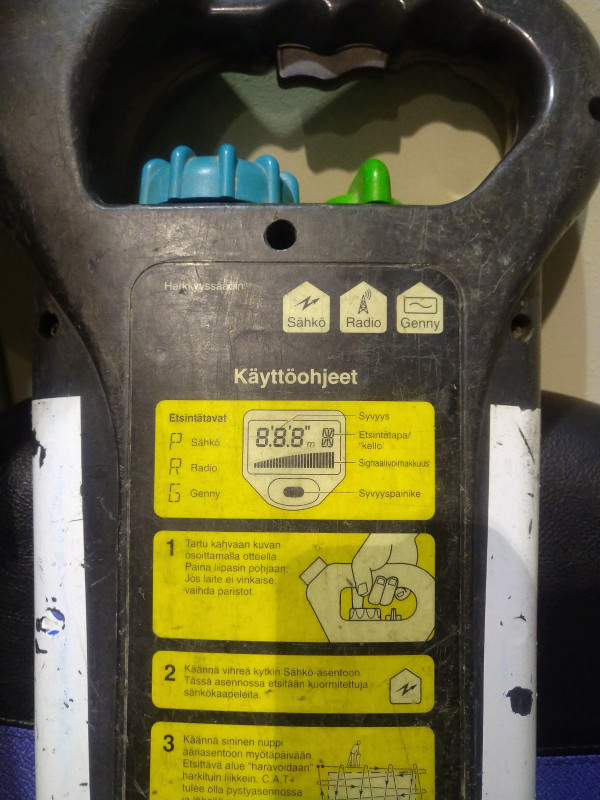 Herkkyyssäädin
Sähkö
Radio
Genny
Käyttöohjeet
Etsintätavat
P Sähkö
R Radio
G Genny
8.8.8" m
Syvyys
Etsintätapa/
"kello"
Signaalivoimakkuus
Syvyyspainike
1 Tartu kahvaan kuvan
osoittamalla otteella.
Paina liipasin pohjaan.
Jos laite ei vinkaise,
vaihda paristot.
2 Käännä vihreä kytkin Sähkö-asentoon.
Tässä asennossa etsitään kuormitettuja
sähkökaapeleita.
3 Käännä sininen nuppi
ääriasentoon myötäpäivään
Etsittävä alue "haravoidaan"
harkituin liikkein. C.A.T+
tulee olla pystyasennossa